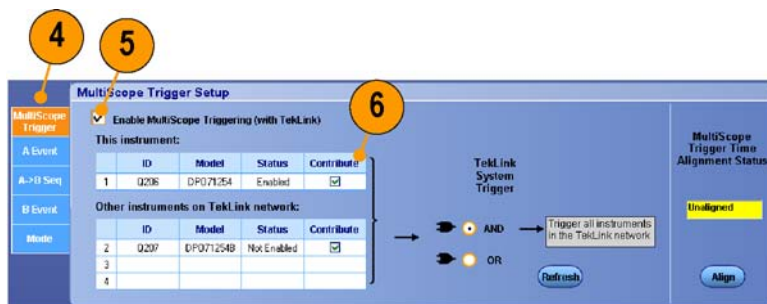 4
5
6
MultiScope Trigger Setup
MultiScope
Trigger
A Event
A->B Seq
B Event
Mode
Enable MultiScope Triggering (with TekLink)
This instrument:
ID Model Status Contribute
1 Q206 DPO71254 Enabled
Other instruments on TekLink network:
ID Model Status Contribute
2 Q207 DPO71254B Not Enabled
3
4
TekLink
System
Trigger
AND
OR
Trigger all instruments
in the TekLink network
Refresh
MultiScope
Trigger Time
Alignment Status
Unaligned
Align